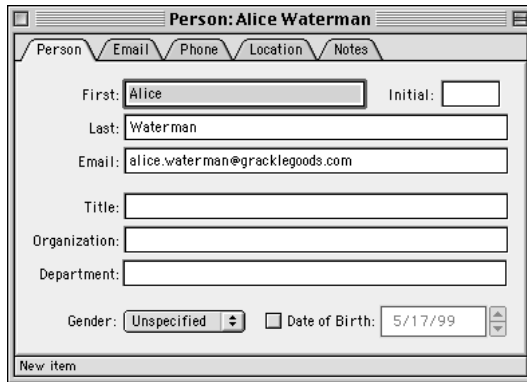 Person: Alice Waterman
Person Email Phone Location Notes
First: Alice Initial:
Last: Waterman
Email: alice.waterman@gracklegoods.com
Title:
Organization:
Department:
Gender: Unspecified Date of Birth: 5/17/99
New item